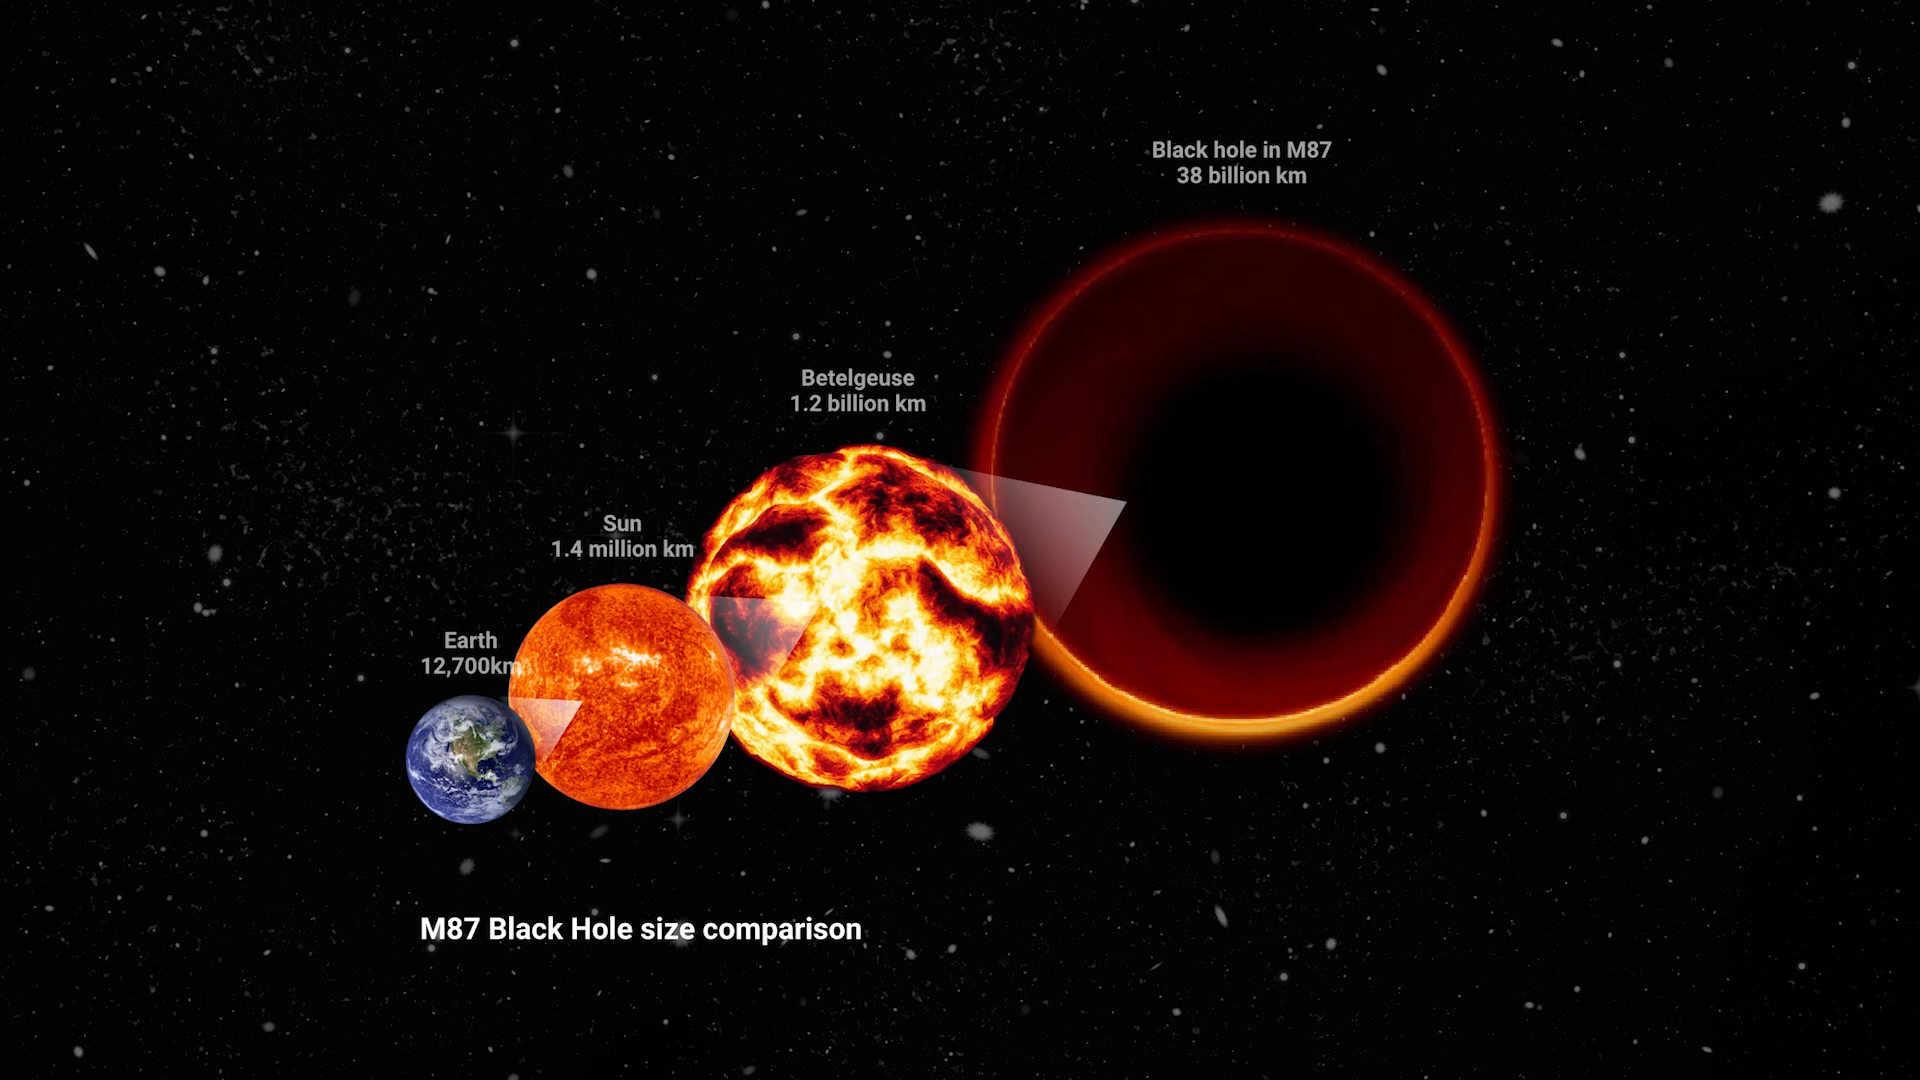 Black hole in M87
38 billion km
Betelgeuse
1.2 billion km
Sun
1.4 million km
Earth
12,700km
M87 Black Hole size comparison